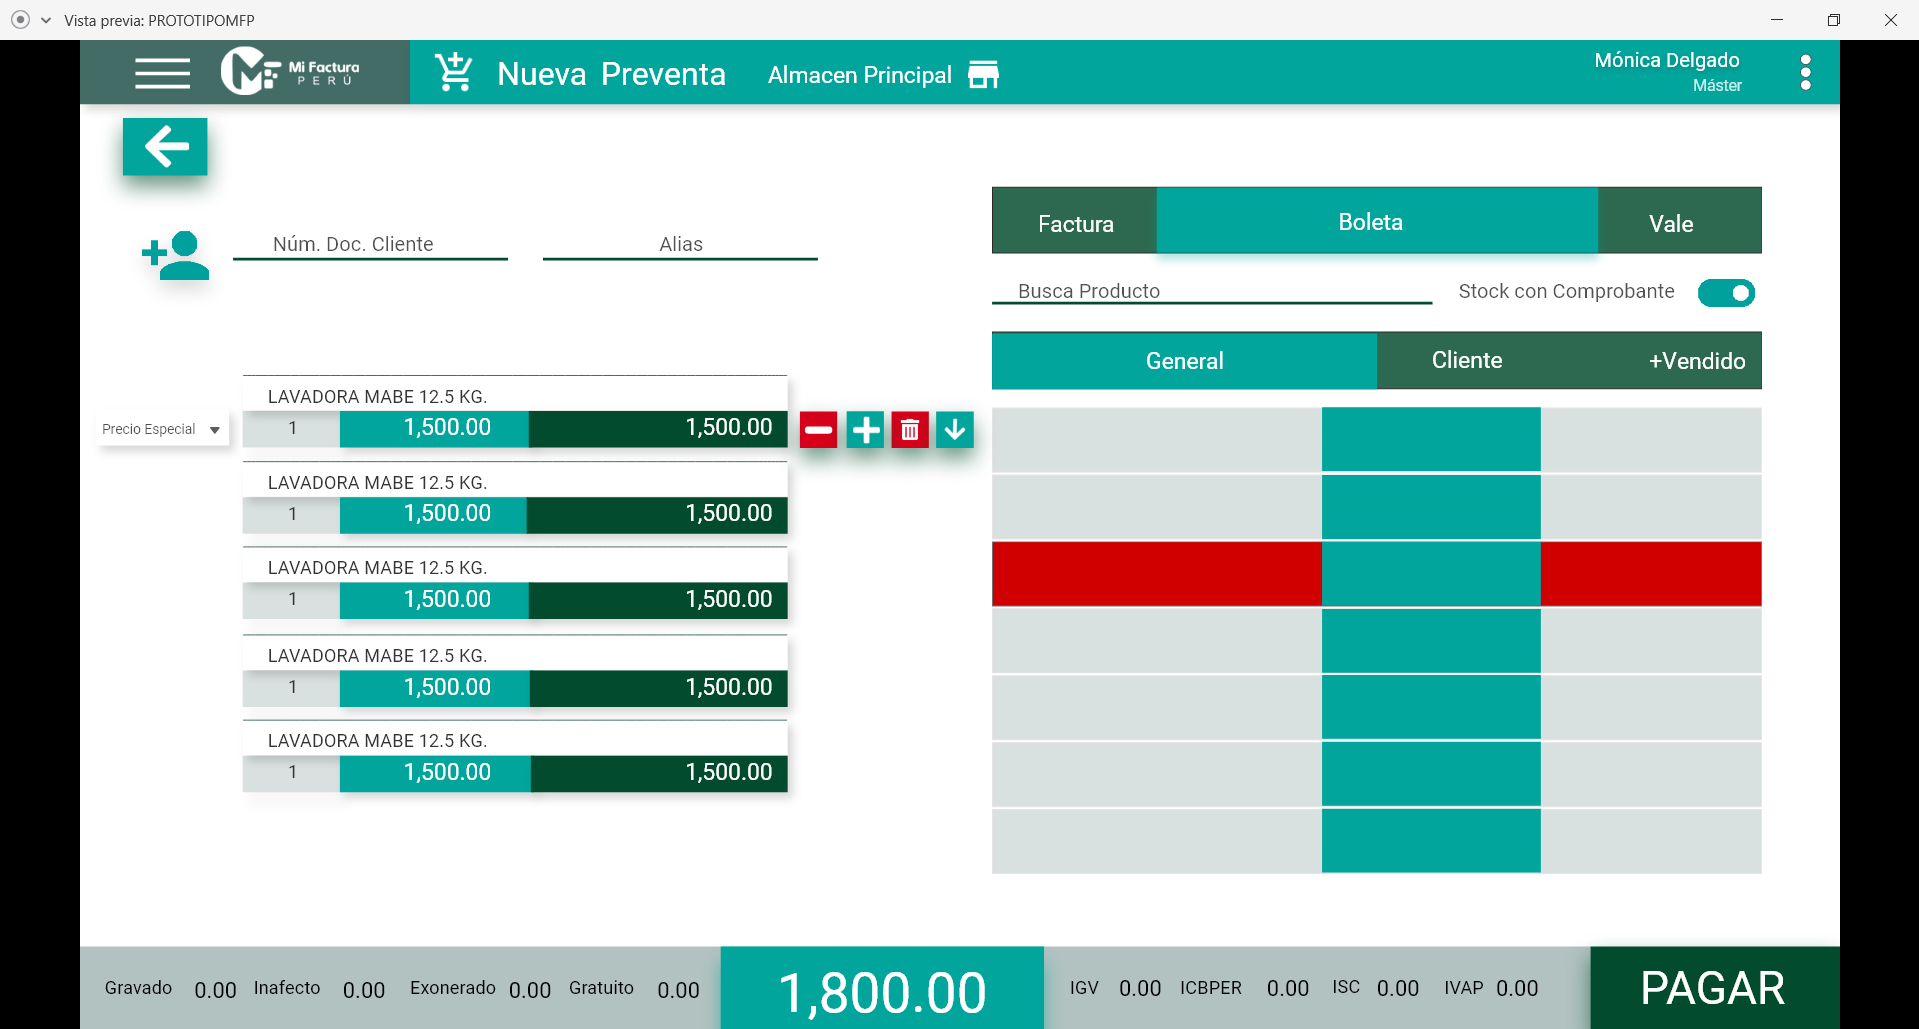 Vista previa: PROTOTIPOMFP
Mi Factura
PERÚ
Nueva Preventa
Almacen Principal
Mónica Delgado
Máster
Núm. Doc. Cliente
Alias
Factura
Boleta
Vale
Busca Producto
Stock con Comprobante
General
Cliente
+Vendido
Precio Especial
LAVADORA MABE 12.5 KG.
1 1,500.00 1,500.00
LAVADORA MABE 12.5 KG.
1 1,500.00 1,500.00
LAVADORA MABE 12.5 KG.
1 1,500.00 1,500.00
LAVADORA MABE 12.5 KG.
1 1,500.00 1,500.00
LAVADORA MABE 12.5 KG.
1 1,500.00 1,500.00
Gravado 0.00 Inafecto 0.00 Exonerado 0.00 Gratuito 0.00
1,800.00
IGV 0.00 ICBPER 0.00 ISC 0.00 IVAP 0.00
PAGAR